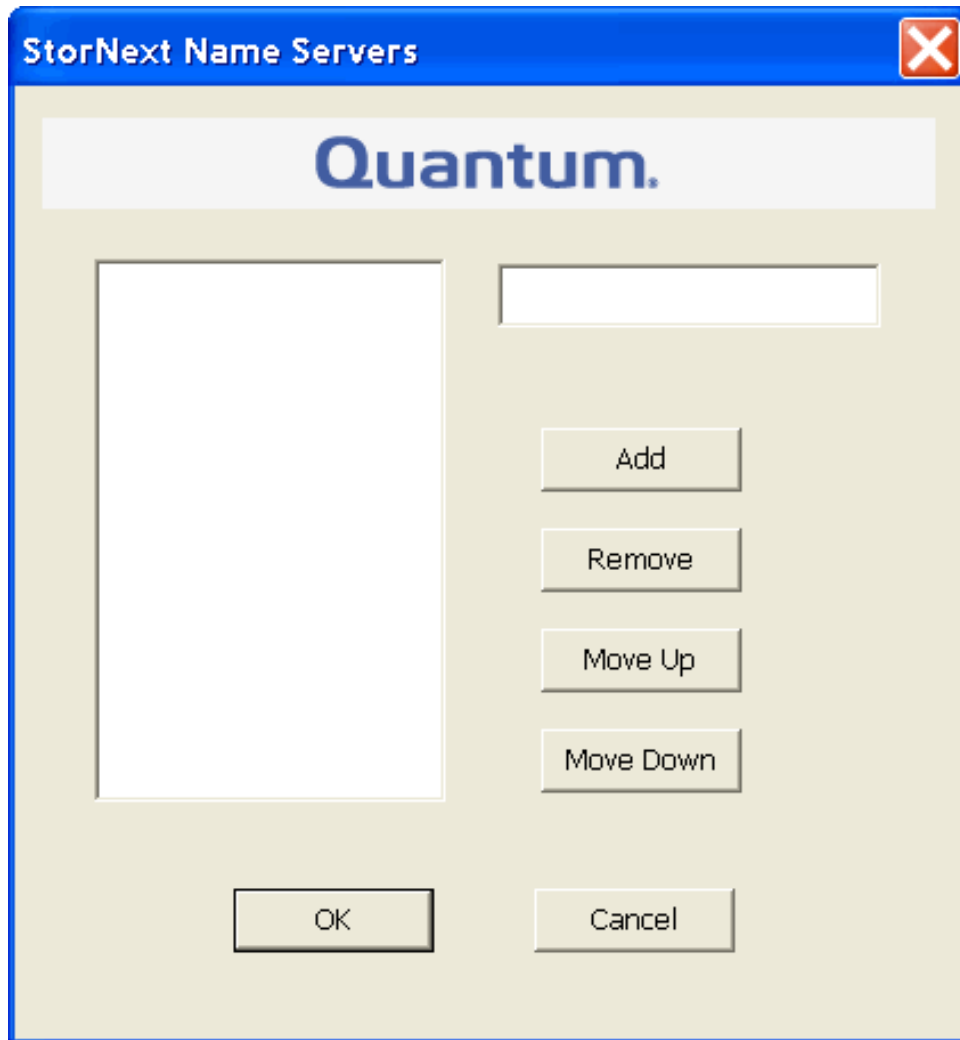 StorNext Name Servers
Quantum.
Add
Remove
Move Up
Move Down
OK
Cancel